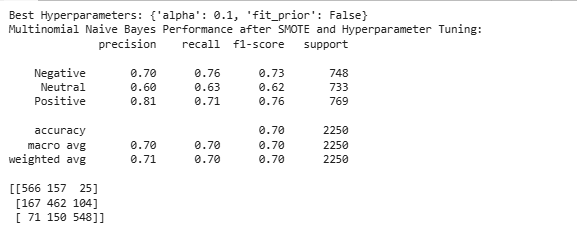 Best Hyperparameters: {'alpha': 0.1, 'fit_prior': False}
Multinomial Naive Bayes Performance after SMOTE and Hyperparameter Tuning:
precision recall f1-score support
Negative 0.70 0.76 0.73 748
Neutral 0.60 0.63 0.62 733
Positive 0.81 0.71 0.76 769
accuracy 0.70 2250
macro avg 0.70 0.70 0.70 2250
weighted avg 0.71 0.70 0.70 2250
[[566 157 25]
[167 462 104]
[ 71 150 548]]